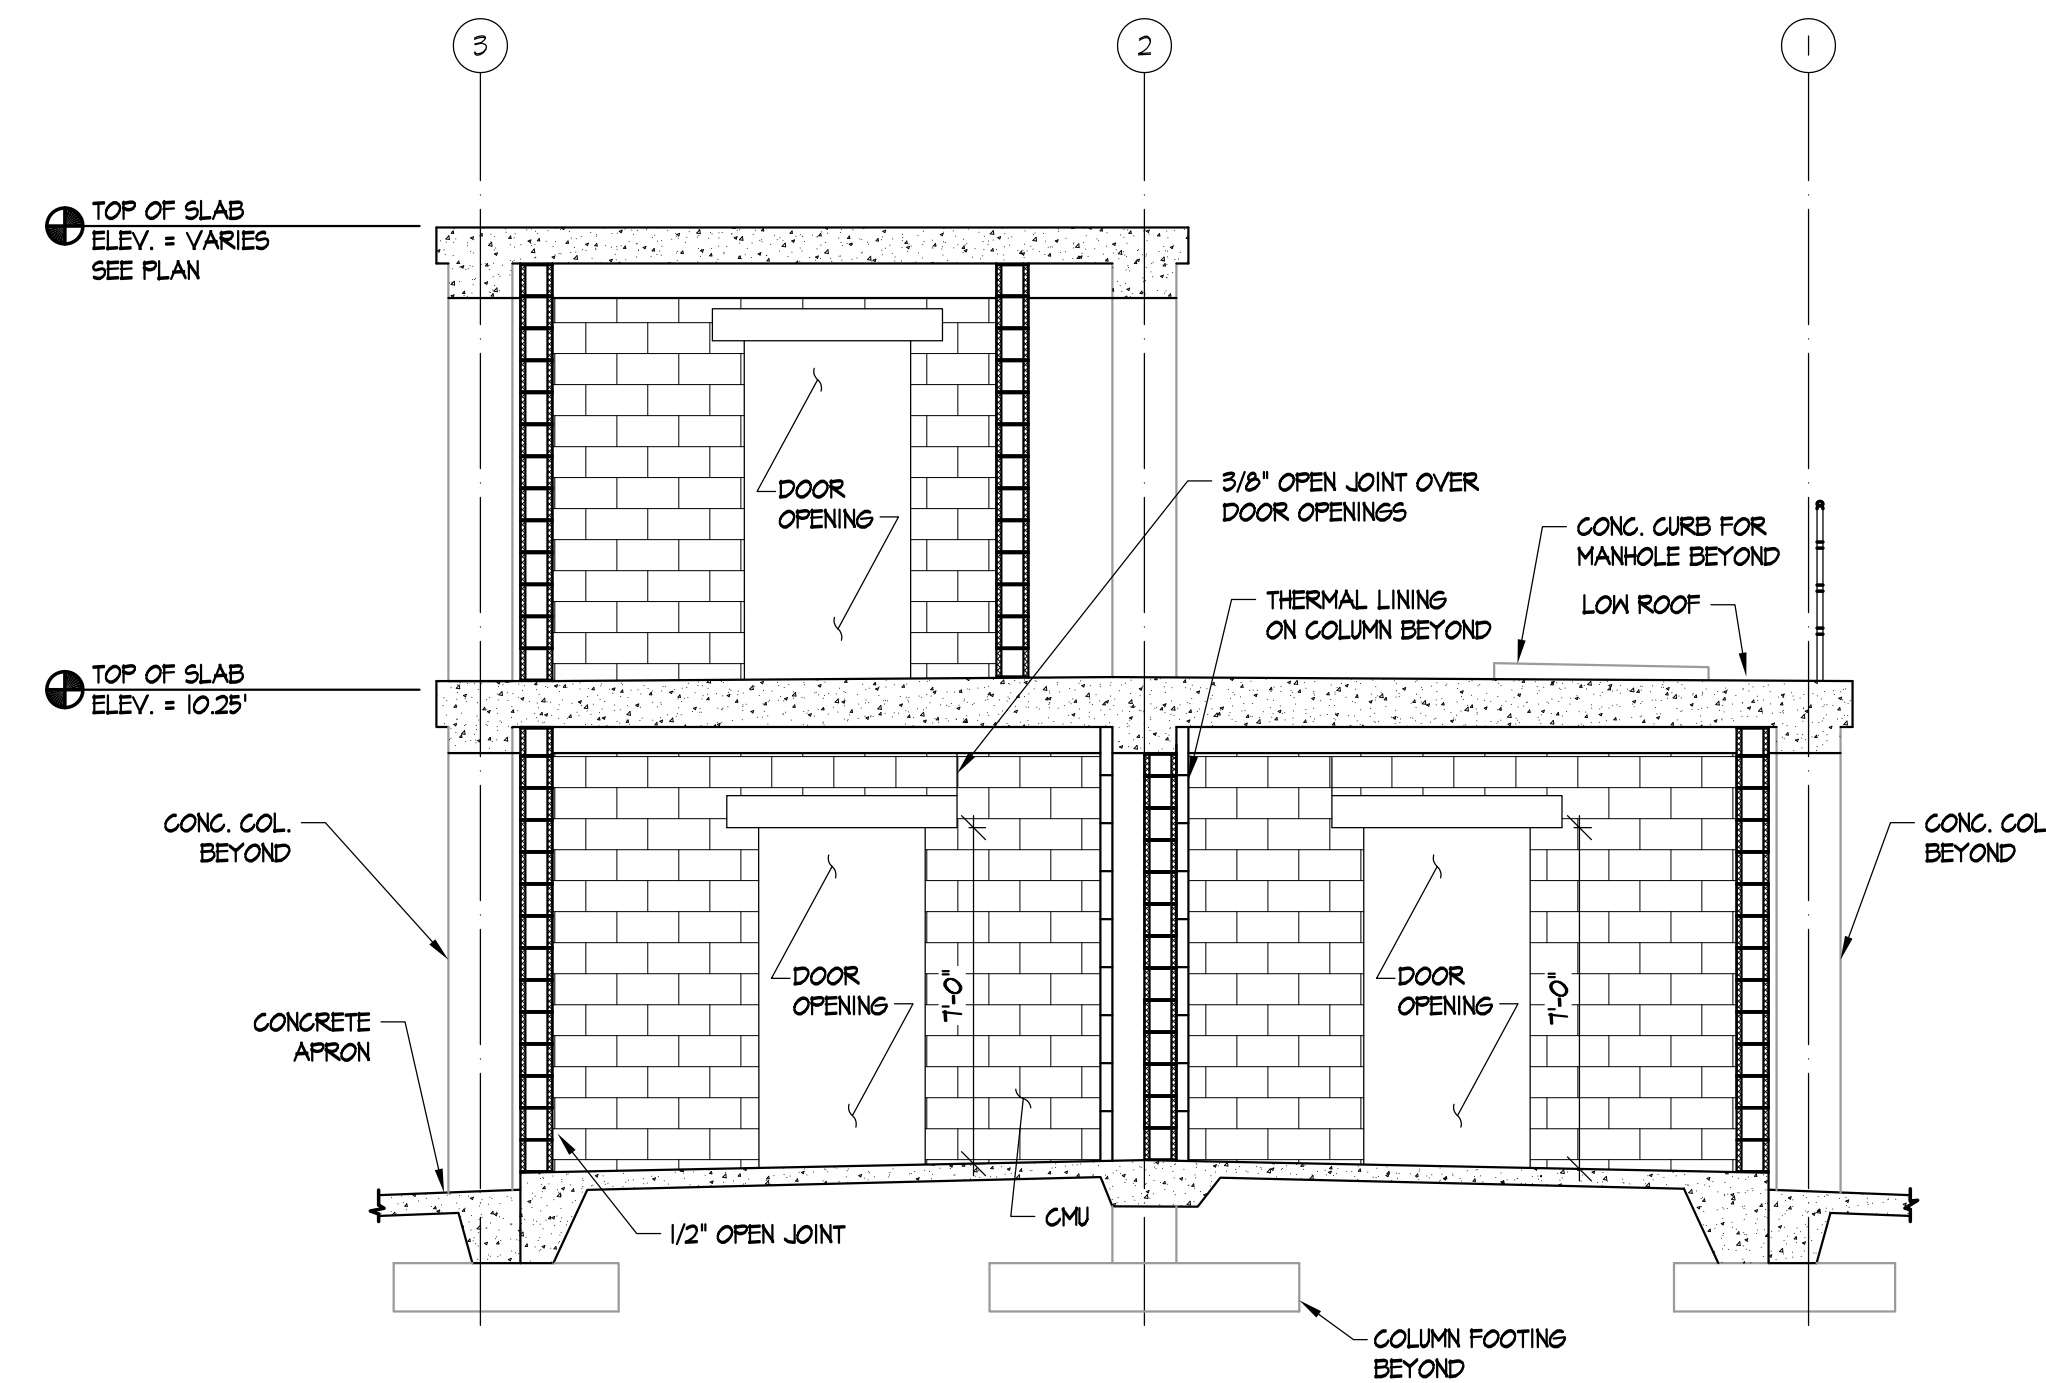 3
2
1
TOP OF SLAB
ELEV. = VARIES
SEE PLAN
DOOR
OPENING
3/8" OPEN JOINT OVER
DOOR OPENINGS
CONC. CURB FOR
MANHOLE BEYOND
THERMAL LINING
ON COLUMN BEYOND
LOW ROOF
TOP OF SLAB
ELEV. = 10.25'
CONC. COL.
BEYOND
CONC. COL
BEYOND
DOOR
OPENING
7'-0"
DOOR
OPENING
7'-0"
CONCRETE
APRON
1/2" OPEN JOINT
CMU
COLUMN FOOTING
BEYOND